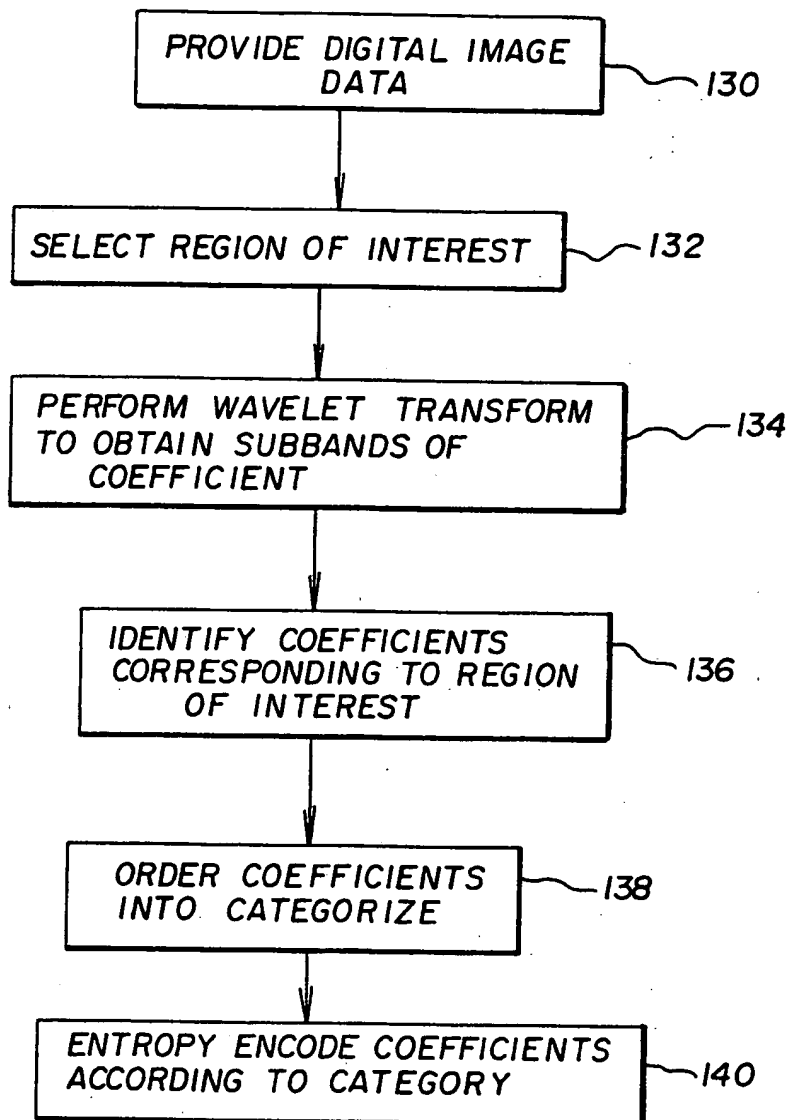 PROVIDE DIGITAL IMAGE
DATA
130
SELECT REGION OF INTEREST
132
PERFORM WAVELET TRANSFORM
TO OBTAIN SUBBANDS OF
COEFFICIENT
134
IDENTIFY COEFFICIENTS
CORRESPONDING TO REGION
OF INTEREST
136
ORDER COEFFICIENTS
INTO CATEGORIZE
138
ENTROPY ENCODE COEFFICIENTS
ACCORDING TO CATEGORY
140